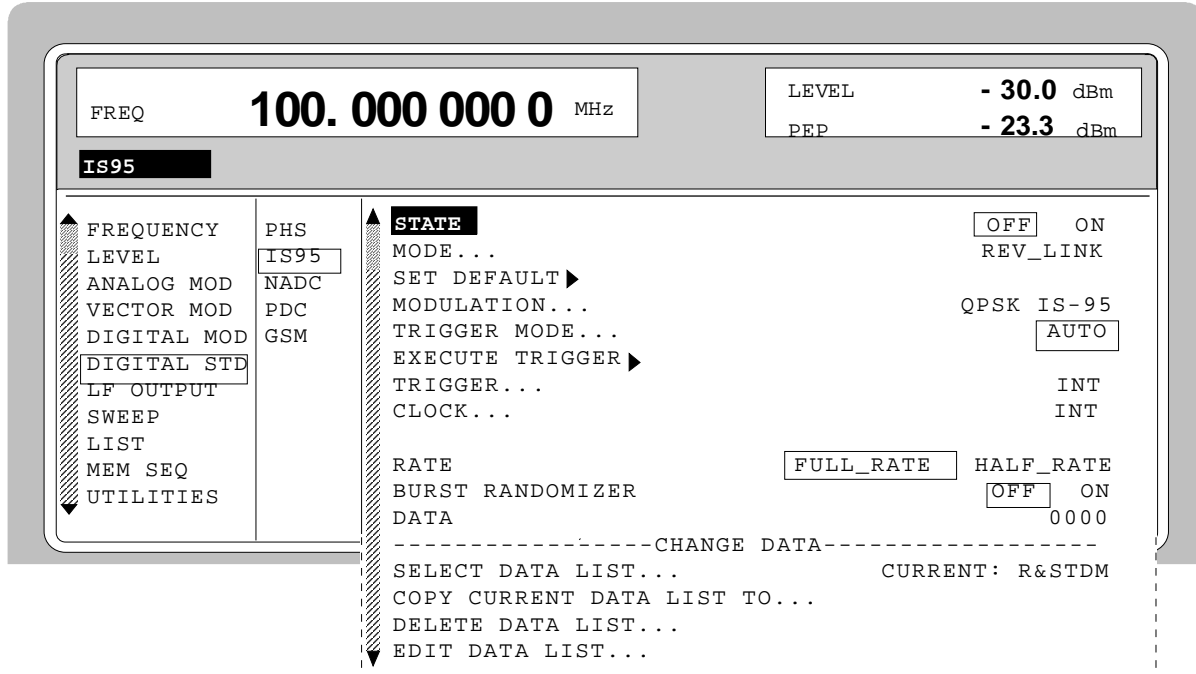 FREQ 100. 000 000 0 MHz
LEVEL - 30.0 dBm
PEP - 23.3 dBm
IS95
FREQUENCY
LEVEL
ANALOG MOD
VECTOR MOD
DIGITAL MOD
DIGITAL STD
LF OUTPUT
SWEEP
LIST
MEM SEQ
UTILITIES
PHS
IS95
NADC
PDC
GSM
STATE OFF ON
MODE... REV_LINK
SET DEFAULT
MODULATION... QPSK IS-95
TRIGGER MODE... AUTO
EXECUTE TRIGGER
TRIGGER... INT
CLOCK... INT
RATE FULL_RATE HALF_RATE
BURST RANDOMIZER OFF ON
DATA 0000
------------------CHANGE DATA-------------------
SELECT DATA LIST... CURRENT: R&STDM
COPY CURRENT DATA LIST TO...
DELETE DATA LIST...
EDIT DATA LIST...